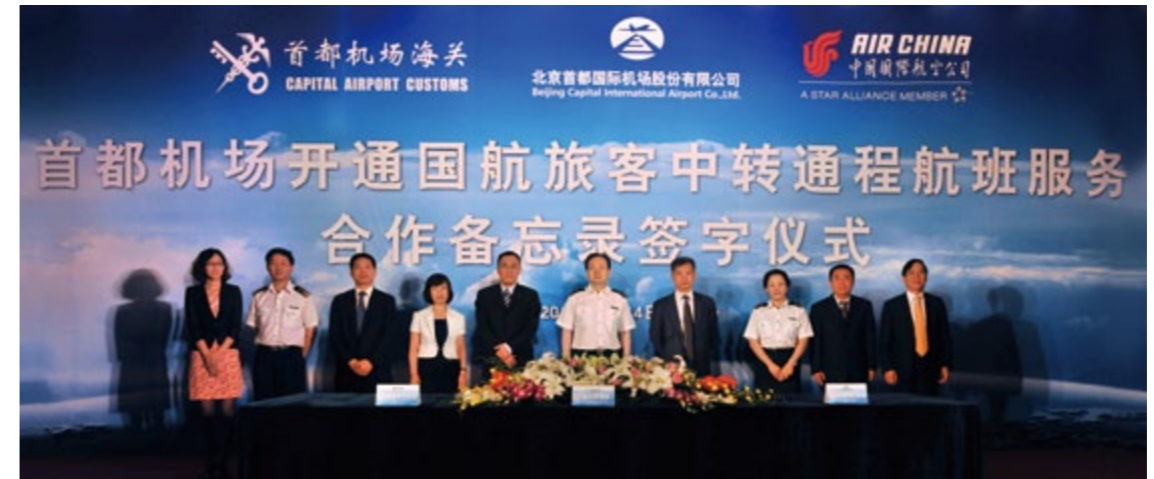 首都机场海关
CAPITAL AIRPORT CUSTOMS
北京首都国际机场股份有限公司
Beijing Capital International Airport Co.,Ltd.
AIR CHINA
中国国际航空公司
A STAR ALLIANCE MEMBER
首都机场开通国航旅客中转通程航班服务
合作备忘录签字仪式